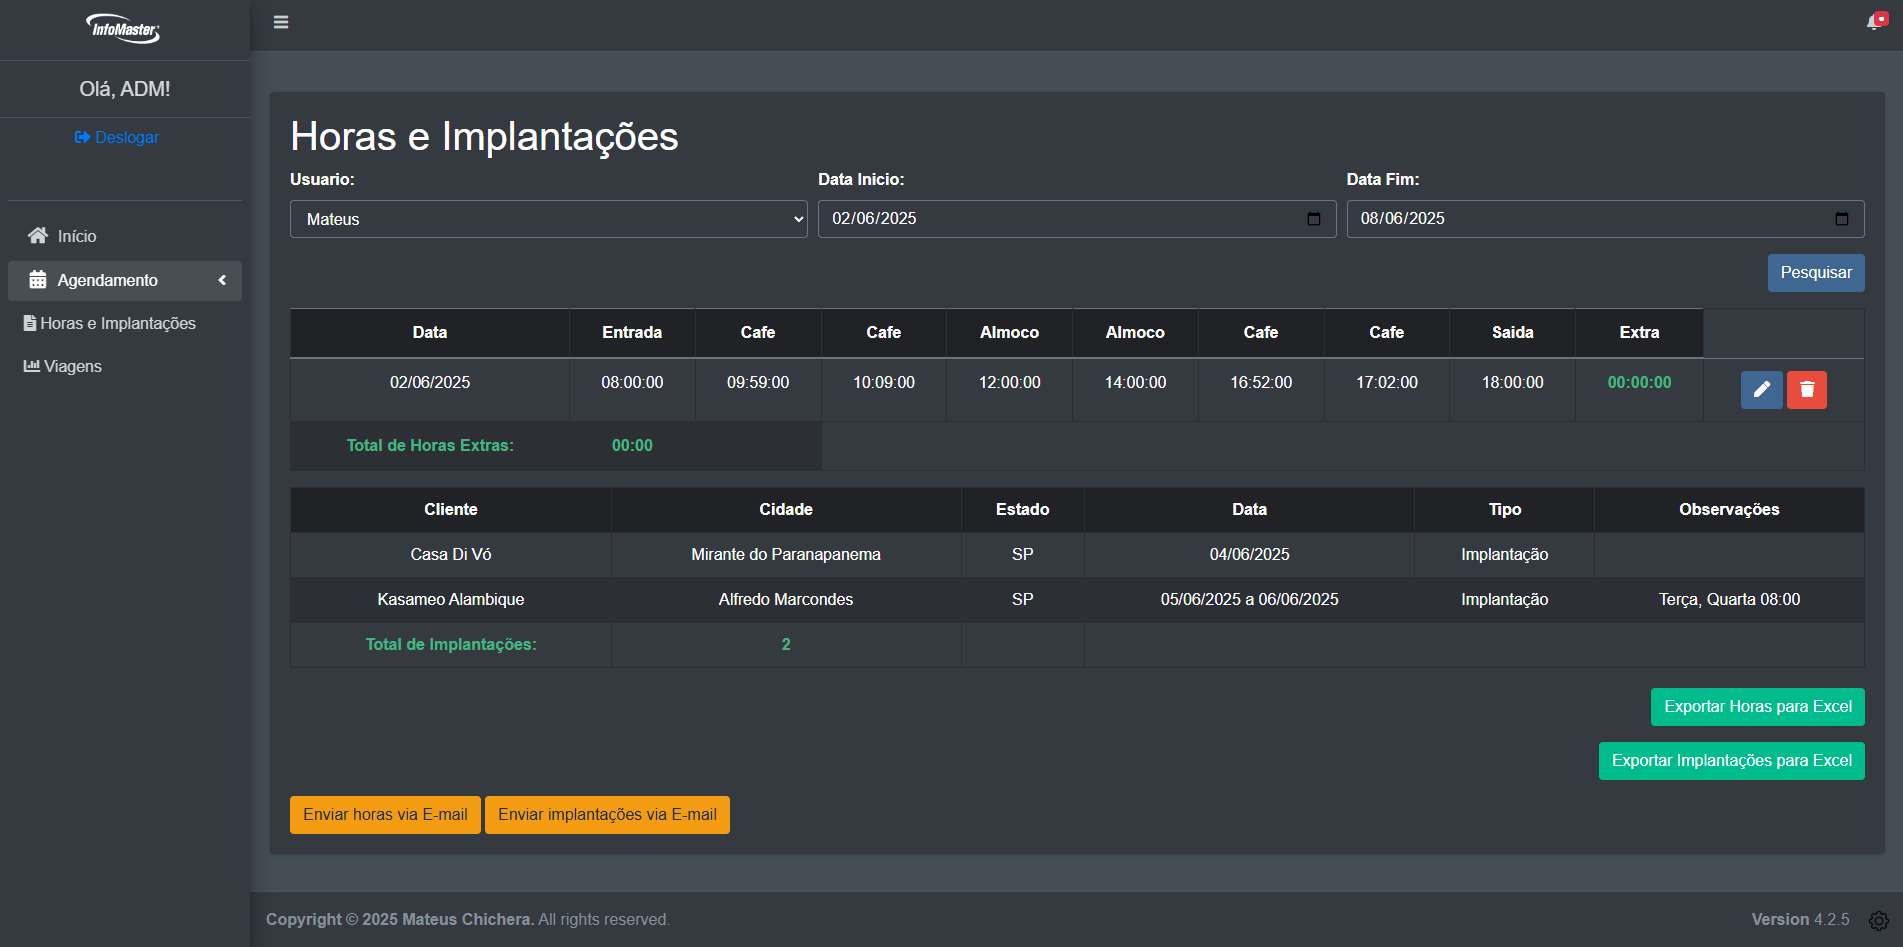 InfoMaster
Olá, ADM!
Deslogar
Início
Agendamento
Horas e Implantações
Viagens
Horas e Implantações
Usuario: Data Inicio: Data Fim:
Mateus 02/06/2025 08/06/2025
Pesquisar
Data Entrada Cafe Cafe Almoco Almoco Cafe Cafe Saida Extra
02/06/2025 08:00:00 09:59:00 10:09:00 12:00:00 14:00:00 16:52:00 17:02:00 18:00:00 00:00:00
Total de Horas Extras: 00:00
Cliente Cidade Estado Data Tipo Observações
Casa Di Vó Mirante do Paranapanema SP 04/06/2025 Implantação
Kasameo Alambique Alfredo Marcondes SP 05/06/2025 a 06/06/2025 Implantação Terça, Quarta 08:00
Total de Implantações: 2
Exportar Horas para Excel
Exportar Implantações para Excel
Enviar horas via E-mail Enviar implantações via E-mail
Copyright © 2025 Mateus Chichera. All rights reserved. Version 4.2.5